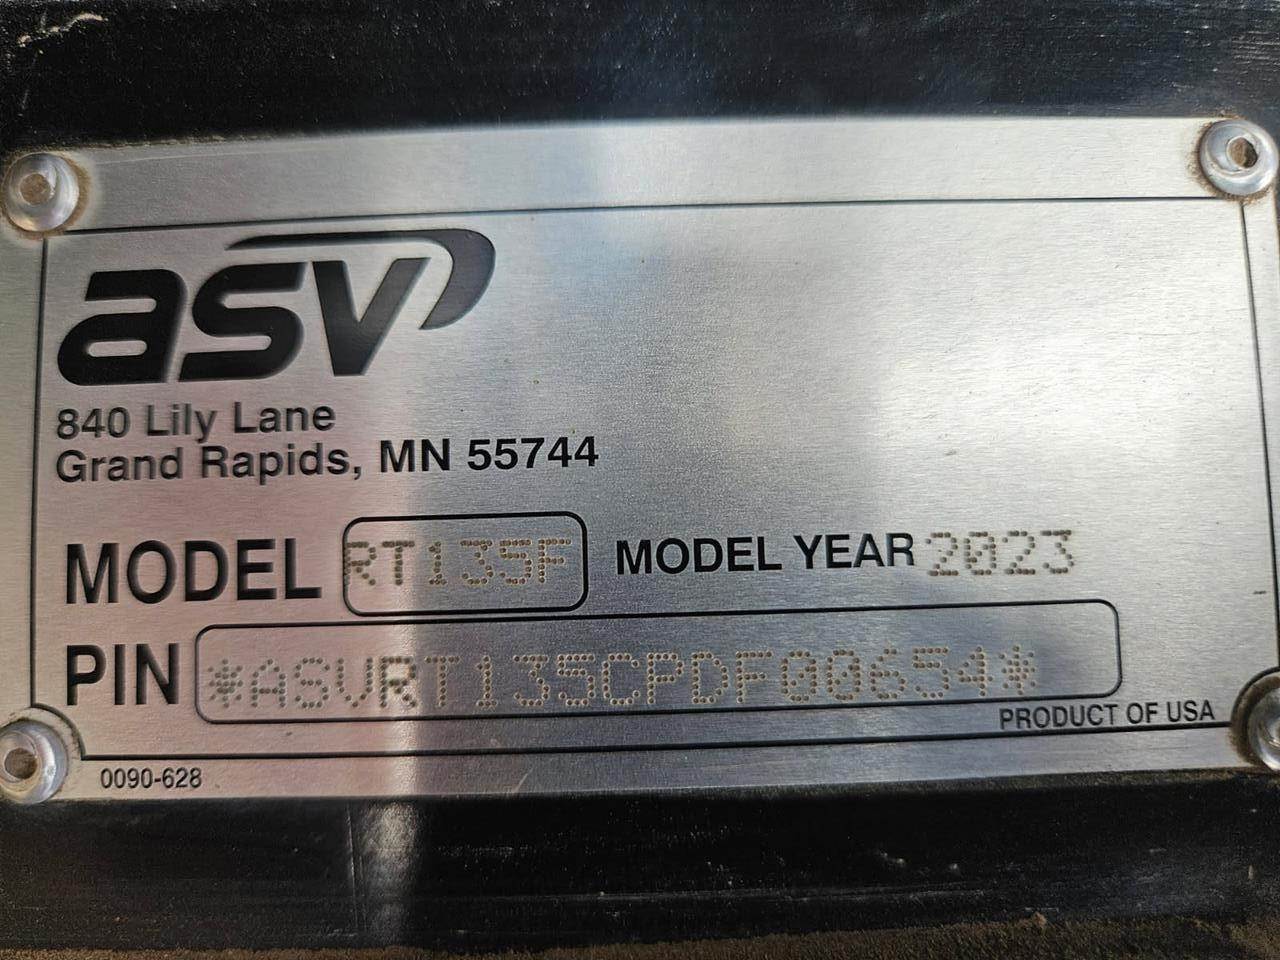 asv
840 Lily Lane
Grand Rapids, MN 55744
MODEL RT135F MODEL YEAR 2023
PIN *ASVRT135CPDF00654*
PRODUCT OF USA
0090-628